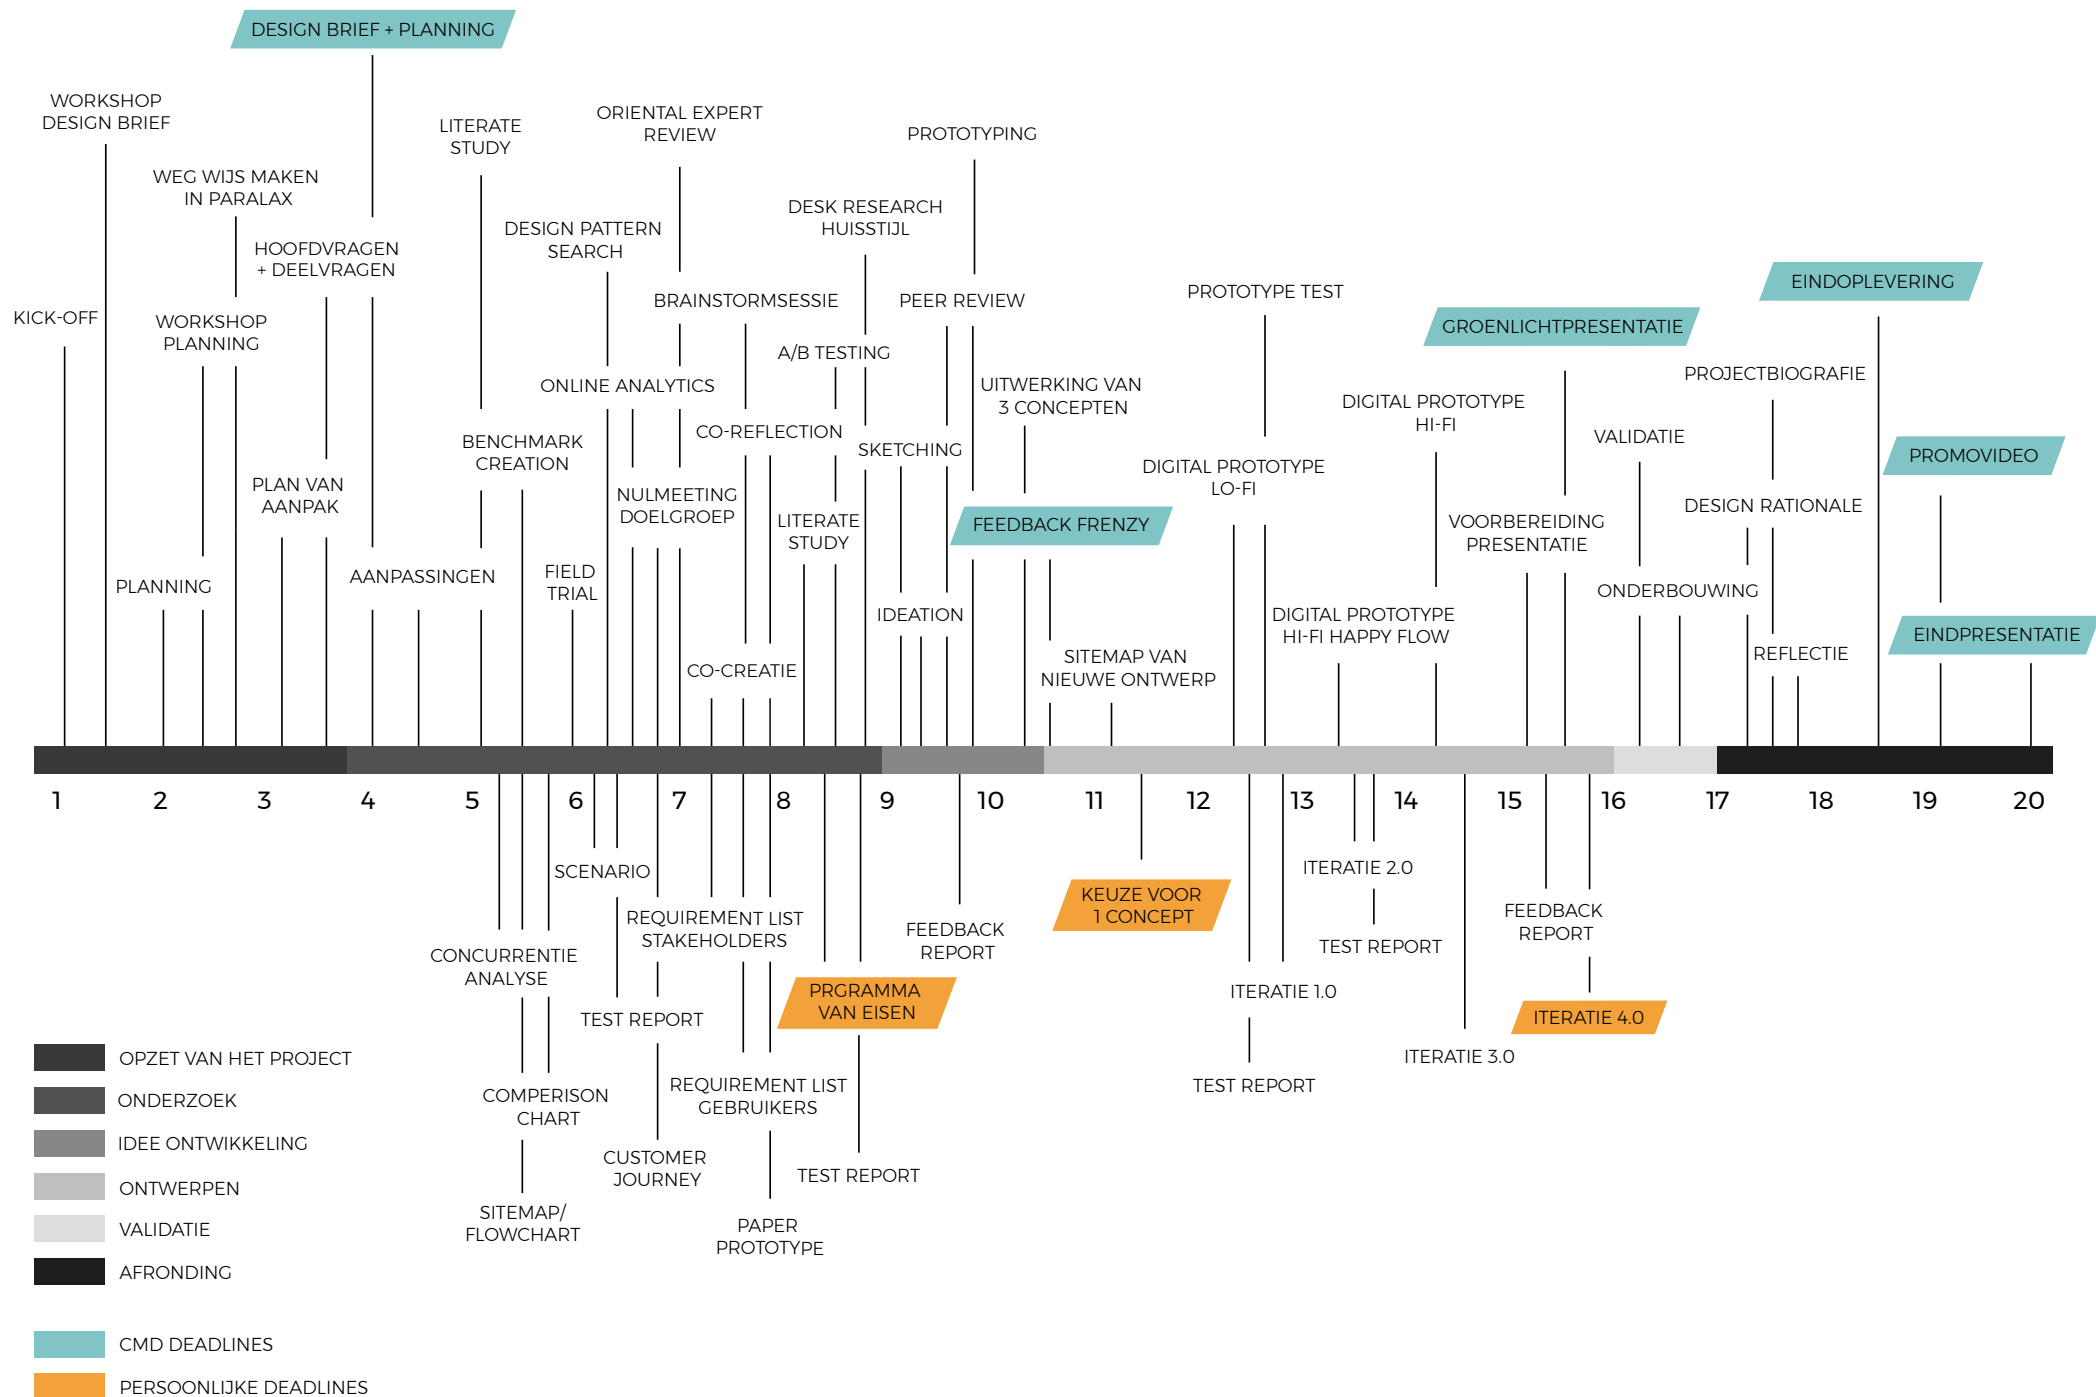 DESIGN BRIEF + PLANNING
WORKSHOP
DESIGN BRIEF
LITERATE
STUDY
ORIENTAL EXPERT
REVIEW
PROTOTYPING
WEG WIJS MAKEN
IN PARALAX
DESIGN PATTERN
SEARCH
DESK RESEARCH
HUISSTIJL
HOOFDVRAGEN
+ DEELVRAGEN
KICK-OFF
WORKSHOP
PLANNING
BRAINSTORMSESSIE
PEER REVIEW
PROTOTYPE TEST
EINDOPLEVERING
GROENLICHTPRESENTATIE
A/B TESTING
ONLINE ANALYTICS
UITWERKING VAN
3 CONCEPTEN
PROJECTBIOGRAFIE
DIGITAL PROTOTYPE
HI-FI
BENCHMARK
CREATION
CO-REFLECTION
SKETCHING
VALIDATIE
PROMOVIDEO
DIGITAL PROTOTYPE
LO-FI
PLAN VAN
AANPAK
NULMEETING
DOELGROEP
LITERATE
STUDY
FEEDBACK FRENZY
VOORBEREIDING
PRESENTATIE
DESIGN RATIONALE
PLANNING
AANPASSINGEN
FIELD
TRIAL
IDEATION
DIGITAL PROTOTYPE
HI-FI HAPPY FLOW
ONDERBOUWING
EINDPRESENTATIE
CO-CREATIE
SITEMAP VAN
NIEUWE ONTWERP
REFLECTIE
1 2 3 4 5 6 7 8 9 10 11 12 13 14 15 16 17 18 19 20
SCENARIO
ITERATIE 2.0
KEUZE VOOR
1 CONCEPT
REQUIREMENT LIST
STAKEHOLDERS
FEEDBACK
REPORT
FEEDBACK
REPORT
CONCURRENTIE
ANALYSE
TEST REPORT
PRGRAMMA
VAN EISEN
ITERATIE 1.0
TEST REPORT
ITERATIE 4.0
ITERATIE 3.0
COMPERISON
CHART
REQUIREMENT LIST
GEBRUIKERS
TEST REPORT
CUSTOMER
JOURNEY
TEST REPORT
SITEMAP/
FLOWCHART
PAPER
PROTOTYPE
OPZET VAN HET PROJECT
ONDERZOEK
IDEE ONTWIKKELING
ONTWERPEN
VALIDATIE
AFRONDING
CMD DEADLINES
PERSOONLIJKE DEADLINES